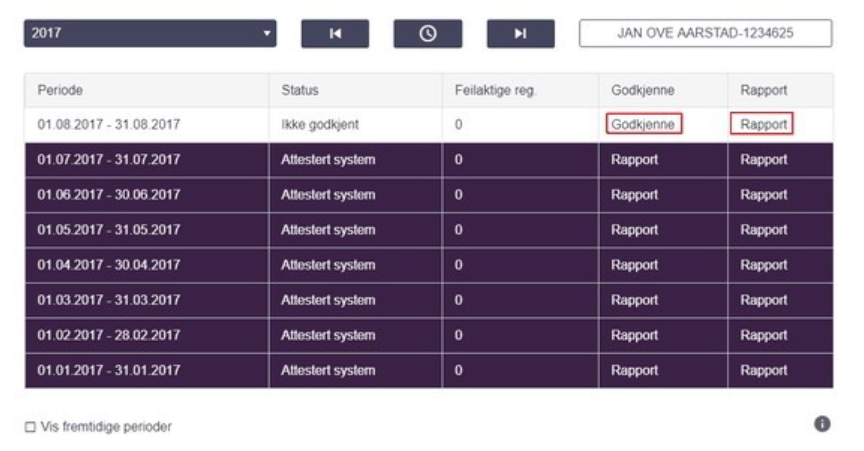 2017 JAN OVE AARSTAD-1234625
Periode Status Feilaktige reg. Godkjenne Rapport
01.08.2017 - 31.08.2017 Ikke godkjent 0 Godkjenne Rapport
01.07.2017 - 31.07.2017 Attestert system 0 Rapport Rapport
01.06.2017 - 30.06.2017 Attestert system 0 Rapport Rapport
01.05.2017 - 31.05.2017 Attestert system 0 Rapport Rapport
01.04.2017 - 30.04.2017 Attestert system 0 Rapport Rapport
01.03.2017 - 31.03.2017 Attestert system 0 Rapport Rapport
01.02.2017 - 28.02.2017 Attestert system 0 Rapport Rapport
01.01.2017 - 31.01.2017 Attestert system 0 Rapport Rapport
Vis fremtidige perioder